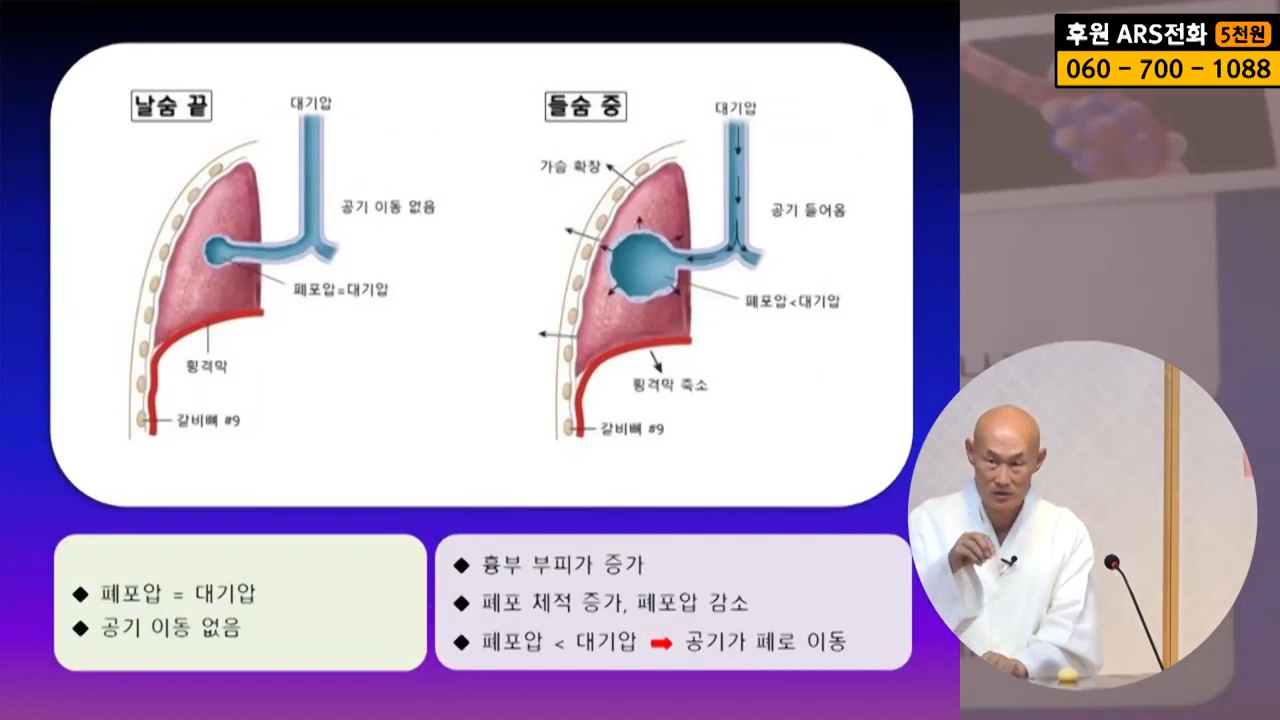 후원 ARS전화 5천원
060 - 700 - 1088
날숨 끝
대기압
공기 이동 없음
폐포압=대기압
횡격막
갈비뼈 #9
들숨 중
대기압
가슴 확장
공기 들어옴
폐포압<대기압
횡격막 축소
갈비뼈 #9
◆ 폐포압 = 대기압
◆ 공기 이동 없음
◆ 흉부 부피가 증가
◆ 폐포 체적 증가, 폐포압 감소
◆ 폐포압 < 대기압 ➡ 공기가 폐로 이동